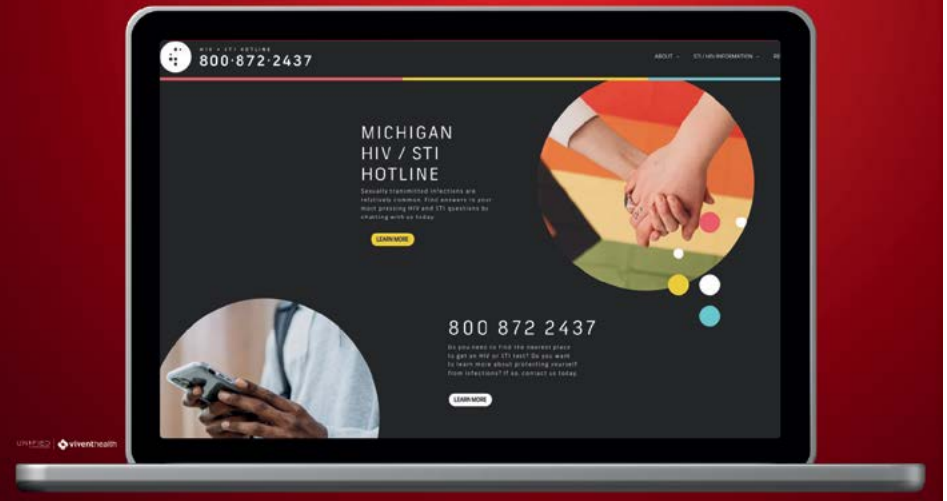 HIV + STI HOTLINE
800·872·2437
ABOUT
STI / HIV INFORMATION
RE
MICHIGAN
HIV / STI
HOTLINE
Sexually transmitted infections are
relatively common. Find answers to your
most pressing HIV and STI questions by
chatting with us today.
LEARN MORE
800 872 2437
Do you need to find the nearest place
to get an HIV or STI test? Do you want
to learn more about protecting yourself
from infections? If so, contact us today.
LEARN MORE
UNIFIED
viventhealth